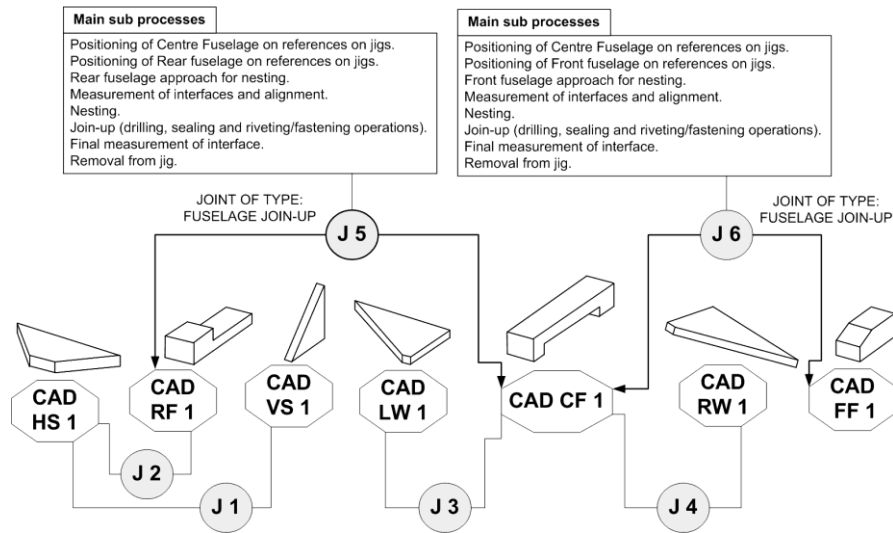 Main sub processes
Positioning of Centre Fuselage on references on jigs.
Positioning of Rear fuselage on references on jigs.
Rear fuselage approach for nesting.
Measurement of interfaces and alignment.
Nesting.
Join-up (drilling, sealing and riveting/fastening operations).
Final measurement of interface.
Removal from jig.
Main sub processes
Positioning of Centre Fuselage on references on jigs.
Positioning of Front fuselage on references on jigs.
Front fuselage approach for nesting.
Measurement of interfaces and alignment.
Nesting.
Join-up (drilling, sealing and riveting/fastening operations).
Final measurement of interface.
Removal from jig.
JOINT OF TYPE:
FUSELAGE JOIN-UP
J 5
J 6
JOINT OF TYPE:
FUSELAGE JOIN-UP
CAD
HS 1
CAD
RF 1
CAD
VS 1
CAD
LW 1
CAD CF 1
CAD
RW 1
CAD
FF 1
J 2
J 1
J 3
J 4